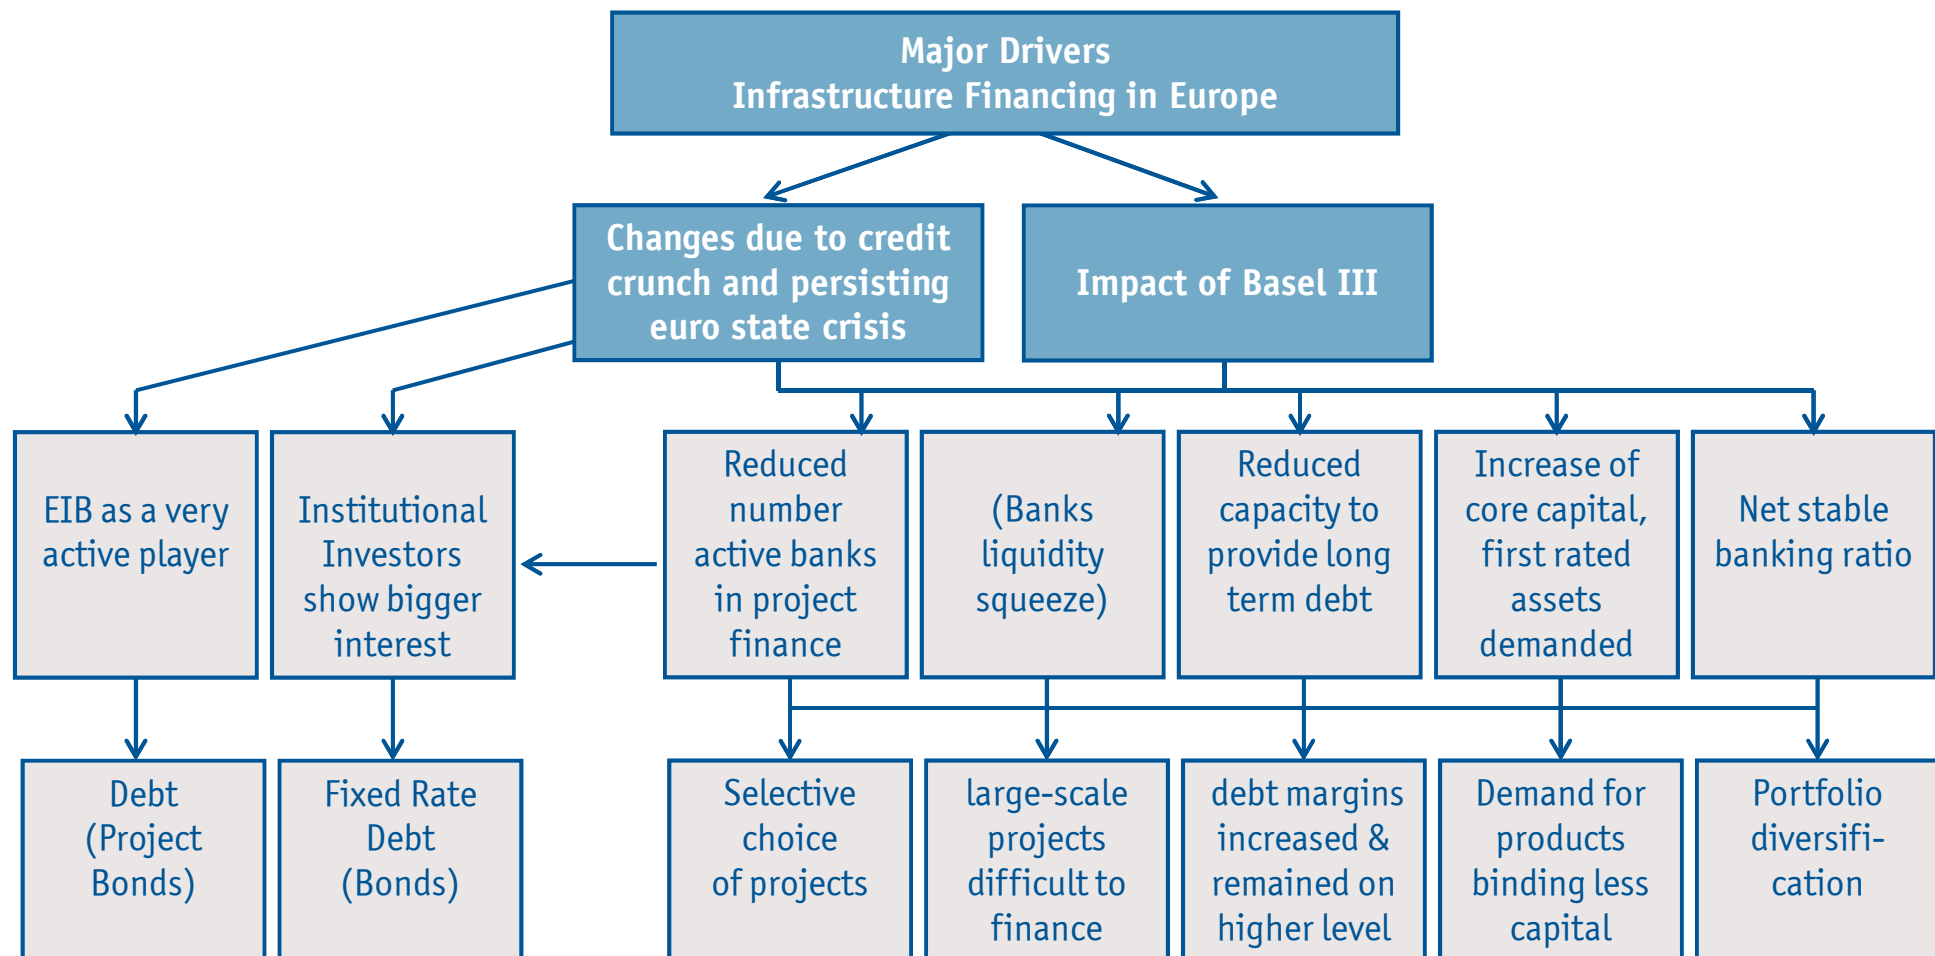 Major Drivers
Infrastructure Financing in Europe
Changes due to credit
crunch and persisting
euro state crisis
Impact of Basel III
EIB as a very
active player
Institutional
Investors
show bigger
interest
Reduced
number
active banks
in project
finance
(Banks
liquidity
squeeze)
Reduced
capacity to
provide long
term debt
Increase of
core capital,
first rated
assets
demanded
Net stable
banking ratio
Debt
(Project
Bonds)
Fixed Rate
Debt
(Bonds)
Selective
choice
of projects
large-scale
projects
difficult to
finance
debt margins
increased &
remained on
higher level
Demand for
products
binding less
capital
Portfolio
diversifi-
cation